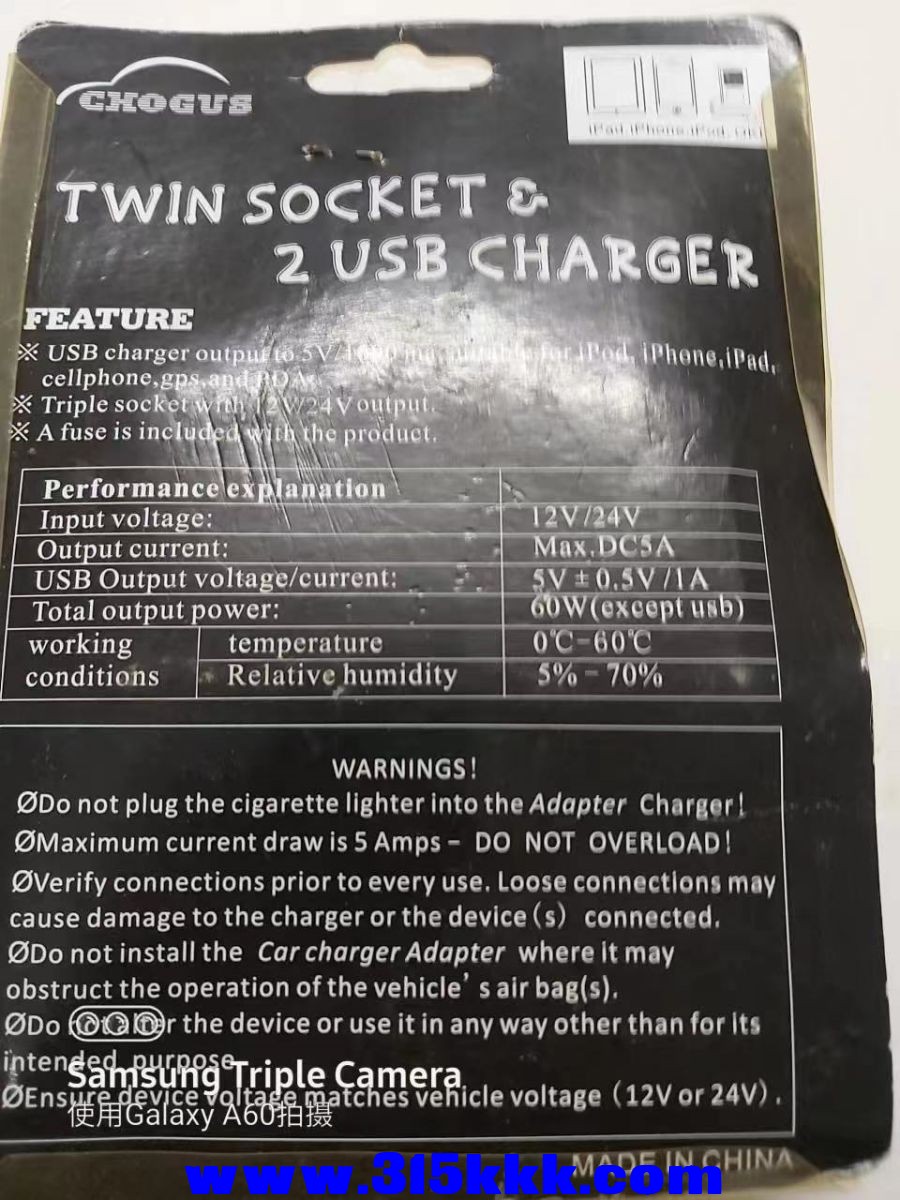 CHOGUS
iPad,iPhone,iPod,
TWIN SOCKET &
2 USB CHARGER
FEATURE
※ USB charger output to 5V/ ma, suitable for iPod, iPhone,iPad,
cellphone,gps,and PDA.
※ Triple socket with 12V/24V output.
※ A fuse is included with the product.
Performance explanation
Input voltage: 12V/24V
Output current: Max.DC5A
USB Output voltage/current: 5V±0.5V/1A
Total output power: 60W(except usb)
working conditions temperature 0℃-60℃
Relative humidity 5%-70%
WARNINGS!
ØDo not plug the cigarette lighter into the Adapter Charger!
ØMaximum current draw is 5 Amps– DO NOT OVERLOAD!
ØVerify connections prior to every use. Loose connections may
cause damage to the charger or the device(s) connected.
ØDo not install the Car charger Adapter where it may
obstruct the operation of the vehicle's air bag(s).
ØDo not alter the device or use it in any way other than for its
intended purpose
Samsung Triple Camera
ØEnsure device voltage matches vehicle voltage (12V or 24V).
使用Galaxy A60拍摄
MADE IN CHINA
www.315kkk.com